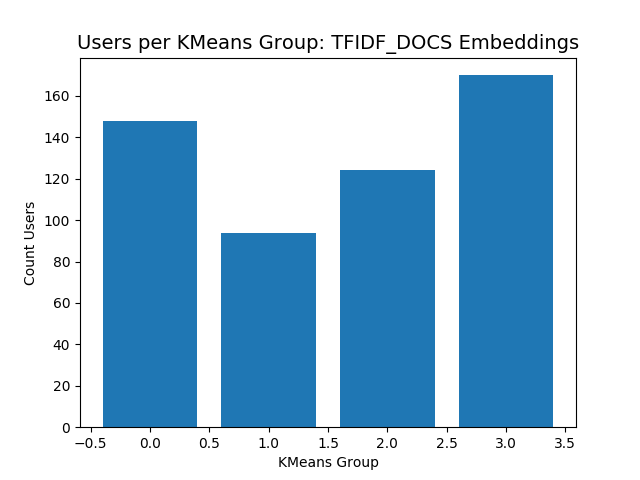 Users per KMeans Group: TFIDF_DOCS Embeddings
160
140
120
100
80
60
40
20
0
Count Users
−0.5 0.0 0.5 1.0 1.5 2.0 2.5 3.0 3.5
KMeans Group